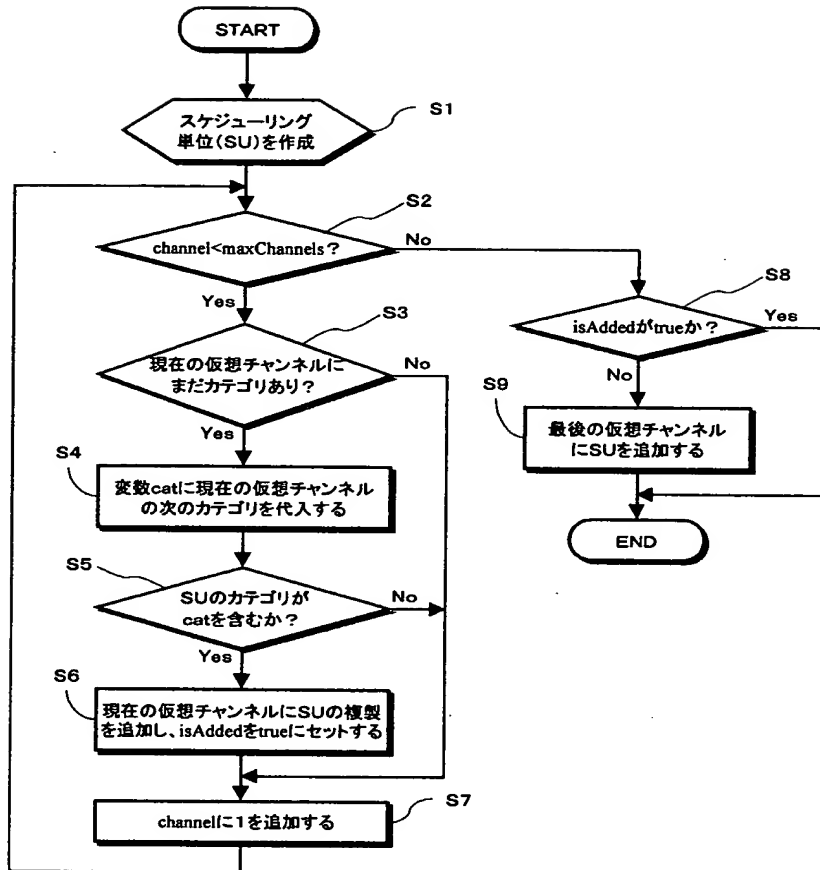 START
スケジューリング
単位(SU)を作成
S1
S2
channel<maxChannels?
No
Yes
S3
現在の仮想チャンネルに
まだカテゴリあり?
No
Yes
S4
変数catに現在の仮想チャンネル
の次のカテゴリを代入する
S5
SUのカテゴリが
catを含むか?
No
Yes
S6
現在の仮想チャンネルにSUの複製
を追加し、isAddedをtrueにセットする
S7
channelに1を追加する
S8
isAddedがtrueか?
Yes
No
S9
最後の仮想チャンネル
にSUを追加する
END